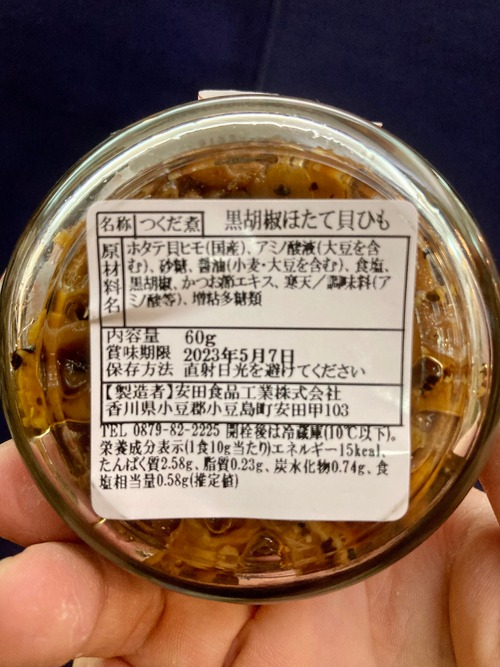 名称 つくだ煮 黒胡椒ほたて貝ひも
原材料名 ホタテ貝ヒモ(国産)、アミノ酸液(大豆を含
む)、砂糖、醤油(小麦・大豆を含む)、食塩、
黒胡椒、かつお節エキス、寒天／調味料(ア
ミノ酸等)、増粘多糖類
内容量 60g
賞味期限 2023年5月7日
保存方法 直射日光を避けてください
【製造者】安田食品工業株式会社
香川県小豆郡小豆島町安田甲103
TEL 0879-82-2225 開栓後は冷蔵庫(10℃以下)。
栄養成分表示(1食10g当たり)エネルギー15kcal、
たんぱく質2.58g、脂質0.23g、炭水化物0.74g、食
塩相当量0.58g(推定値)